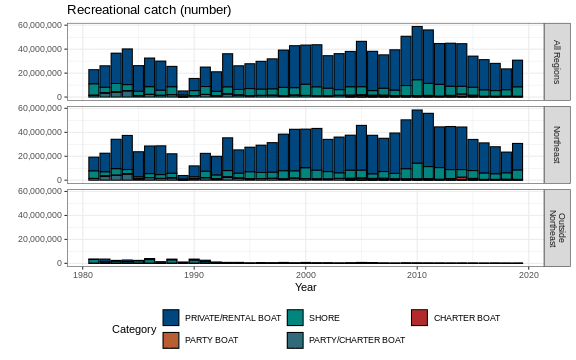 Recreational catch (number)
60,000,000
40,000,000
20,000,000
0
All Regions
60,000,000
40,000,000
20,000,000
0
Northeast
60,000,000
40,000,000
20,000,000
0
Outside
Northeast
1980 1990 2000 2010 2020
Year
Category
PRIVATE/RENTAL BOAT SHORE CHARTER BOAT
PARTY BOAT PARTY/CHARTER BOAT